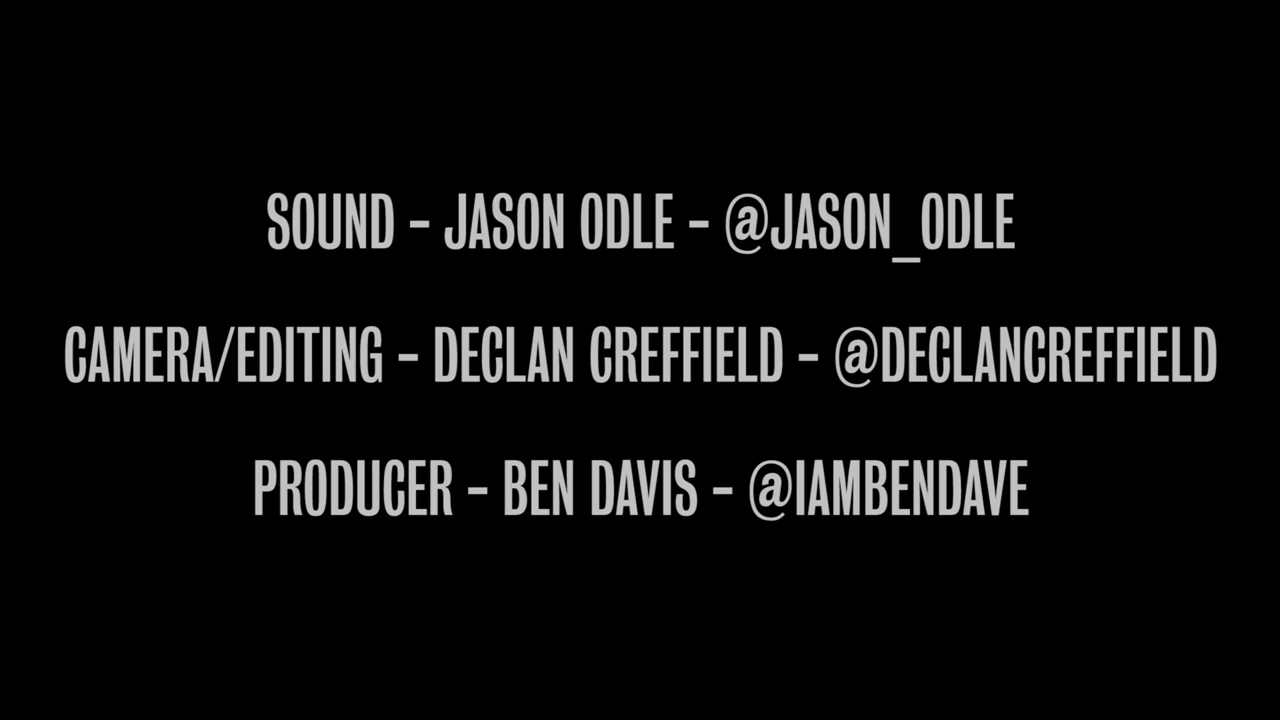 SOUND - JASON ODLE - @JASON_ODLE
CAMERA/EDITING - DECLAN CREFFIELD - @DECLANCREFFIELD
PRODUCER - BEN DAVIS - @IAMBENDAVE